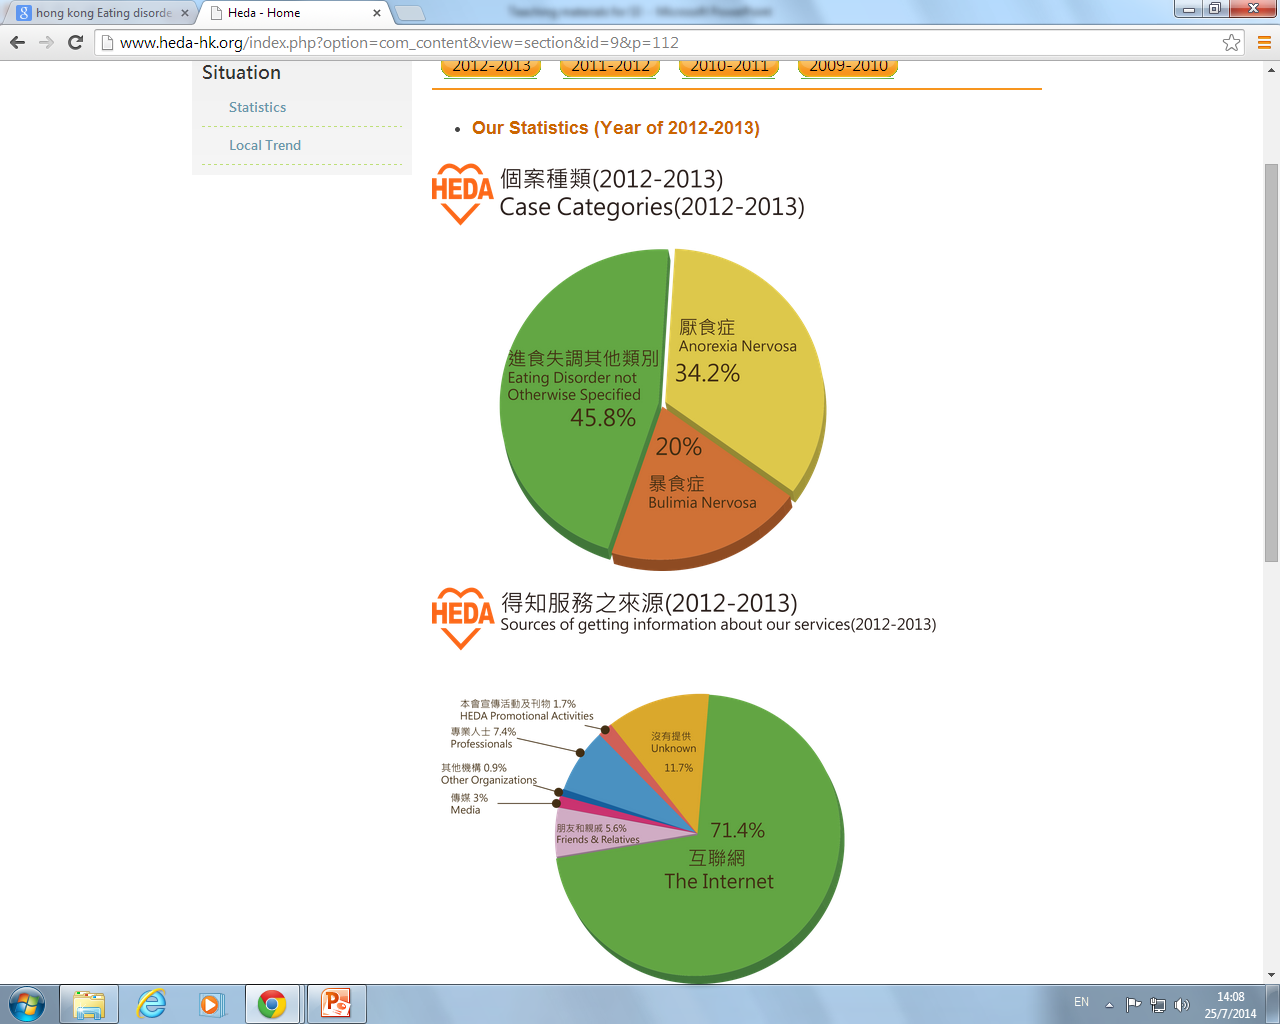 hong kong Eating disorde
Heda - Home
Teaching materials for SS - Microsoft PowerPoint
www.heda-hk.org/index.php?option=com_content&view=section&id=9&p=112
Situation
Statistics
Local Trend
2012-2013
2011-2012
2010-2011
2009-2010
Our Statistics (Year of 2012-2013)
HEDA
個案種類(2012-2013)
Case Categories(2012-2013)
厭食症
Anorexia Nervosa
34.2%
進食失調其他類別
Eating Disorder not
Otherwise Specified
45.8%
20%
暴食症
Bulimia Nervosa
HEDA
得知服務之來源(2012-2013)
Sources of getting information about our services(2012-2013)
本會宣傳活動及刊物 1.7%
HEDA Promotional Activities
專業人士 7.4%
Professionals
其他機構 0.9%
Other Organizations
傳媒 3%
Media
朋友和親戚 5.6%
Friends & Relatives
沒有提供
Unknown
11.7%
71.4%
互聯網
The Internet
EN
14:08
25/7/2014